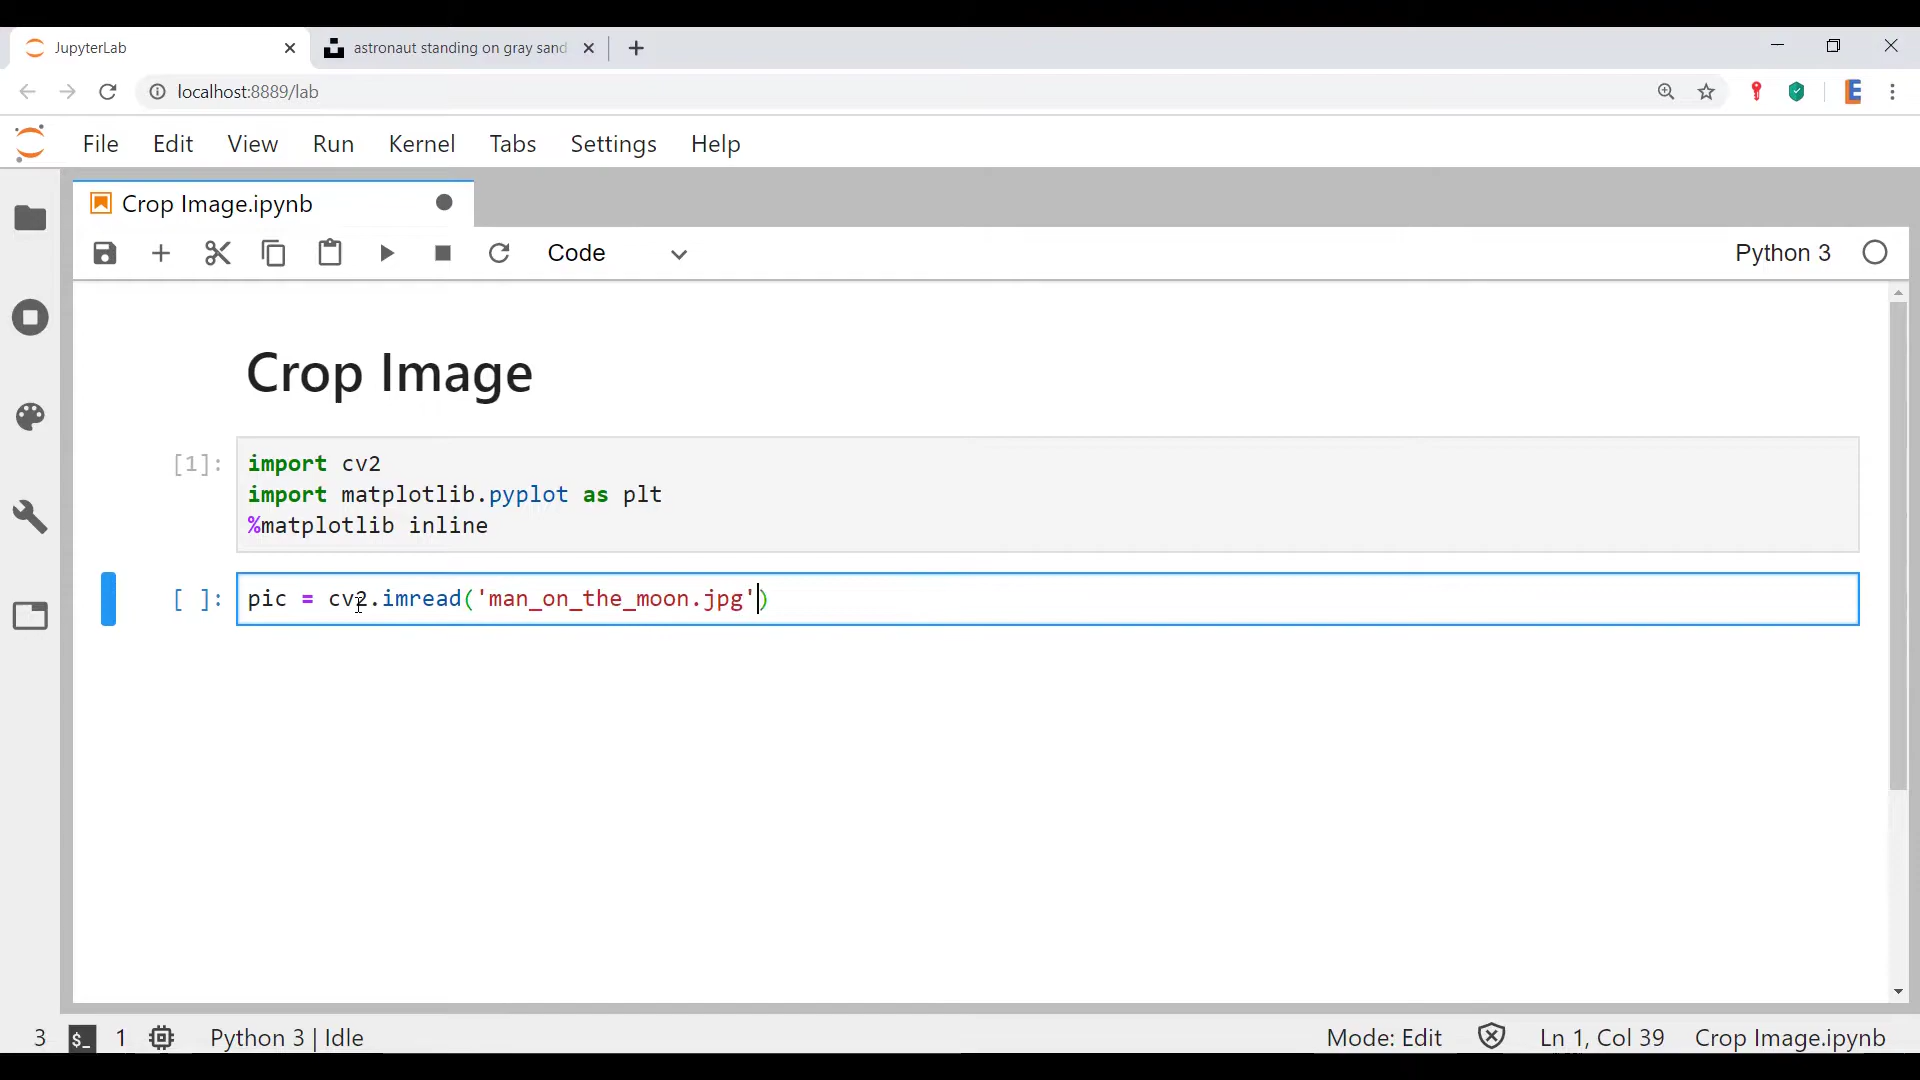 JupyterLab
astronaut standing on gray sand
localhost:8889/lab
File Edit View Run Kernel Tabs Settings Help
Crop Image.ipynb
Code
Python 3
Crop Image
[1]:
import cv2
import matplotlib.pyplot as plt
%matplotlib inline
[ ]:
pic = cv2.imread('man_on_the_moon.jpg')
3 $_ 1 Python 3 | Idle Mode: Edit Ln 1, Col 39 Crop Image.ipynb